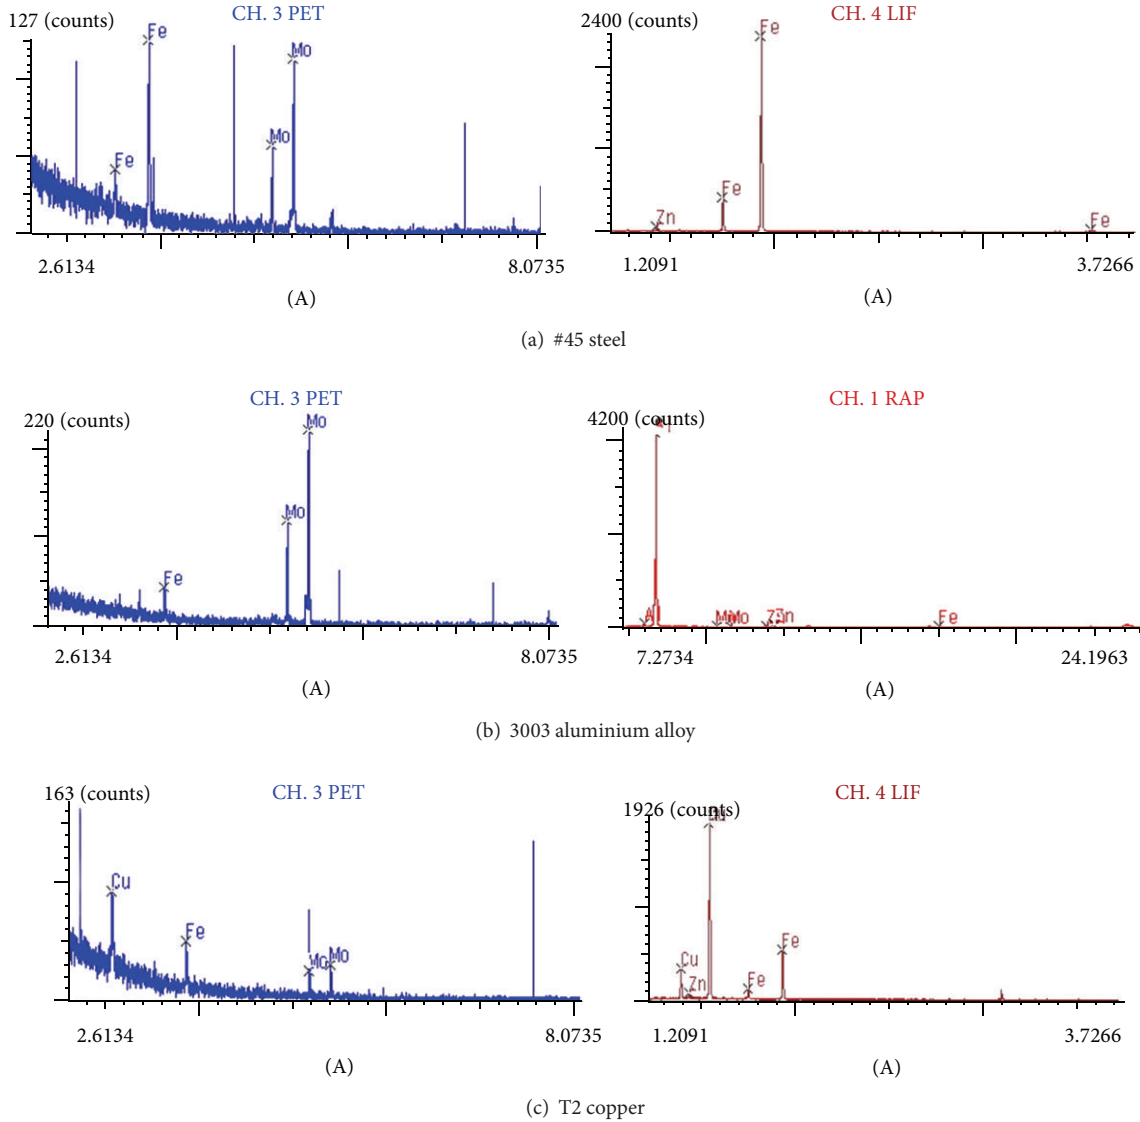 127 (counts)
CH. 3 PET
Fe
Mo
Mo
Fe
2.6134
8.0735
(A)
2400 (counts)
CH. 4 LIF
Fe
Fe
Zn
Fe
1.2091
3.7266
(A)
(a) #45 steel
220 (counts)
CH. 3 PET
Mo
Mo
Fe
2.6134
8.0735
(A)
4200 (counts)
CH. 1 RAP
Mo
Zn
Fe
7.2734
24.1963
(A)
(b) 3003 aluminium alloy
163 (counts)
CH. 3 PET
Cu
Fe
Mo
Mo
2.6134
8.0735
(A)
1926 (counts)
CH. 4 LIF
Cu
Zn
Fe
Fe
1.2091
3.7266
(A)
(c) T2 copper